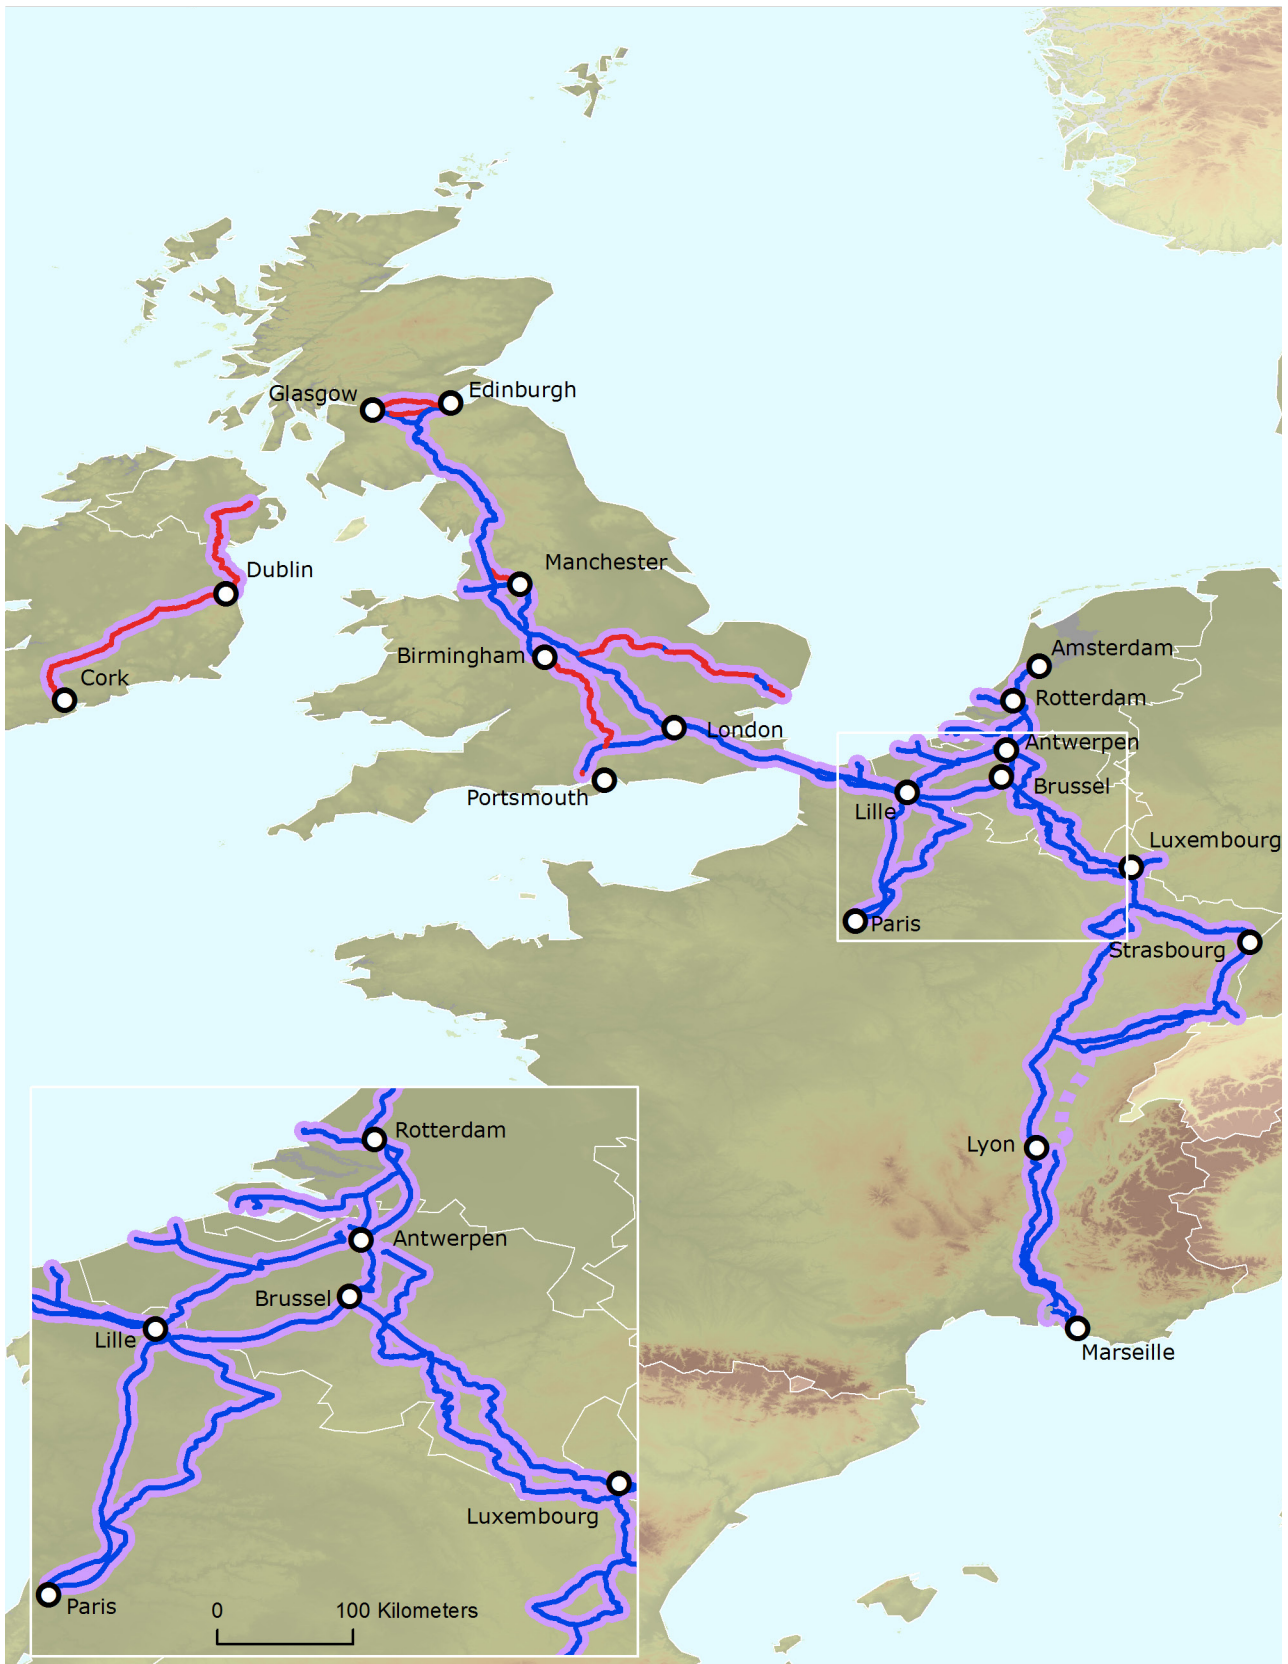 Glasgow
Edinburgh
Manchester
Dublin
Birmingham
Cork
Amsterdam
Rotterdam
London
Antwerpen
Portsmouth
Brussel
Lille
Luxembourg
Paris
Strasbourg
Lyon
Marseille
Rotterdam
Antwerpen
Brussel
Lille
Luxembourg
Paris
0 100 Kilometers